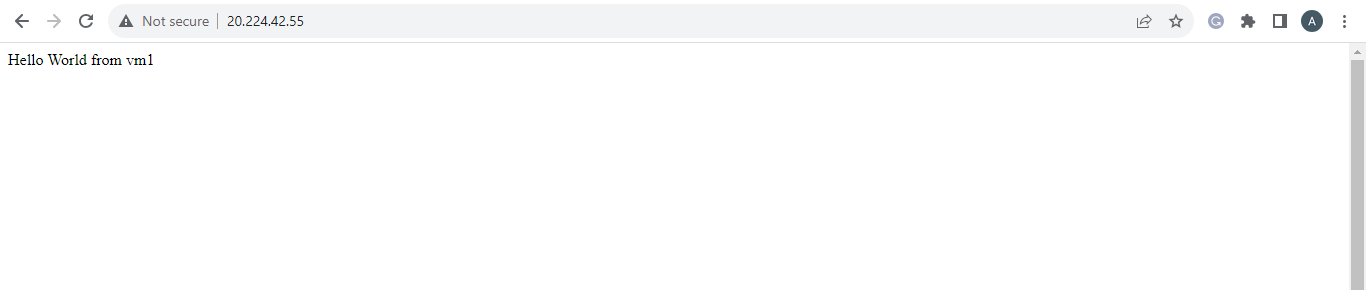 Not secure 20.224.42.55
A
Hello World from vm1